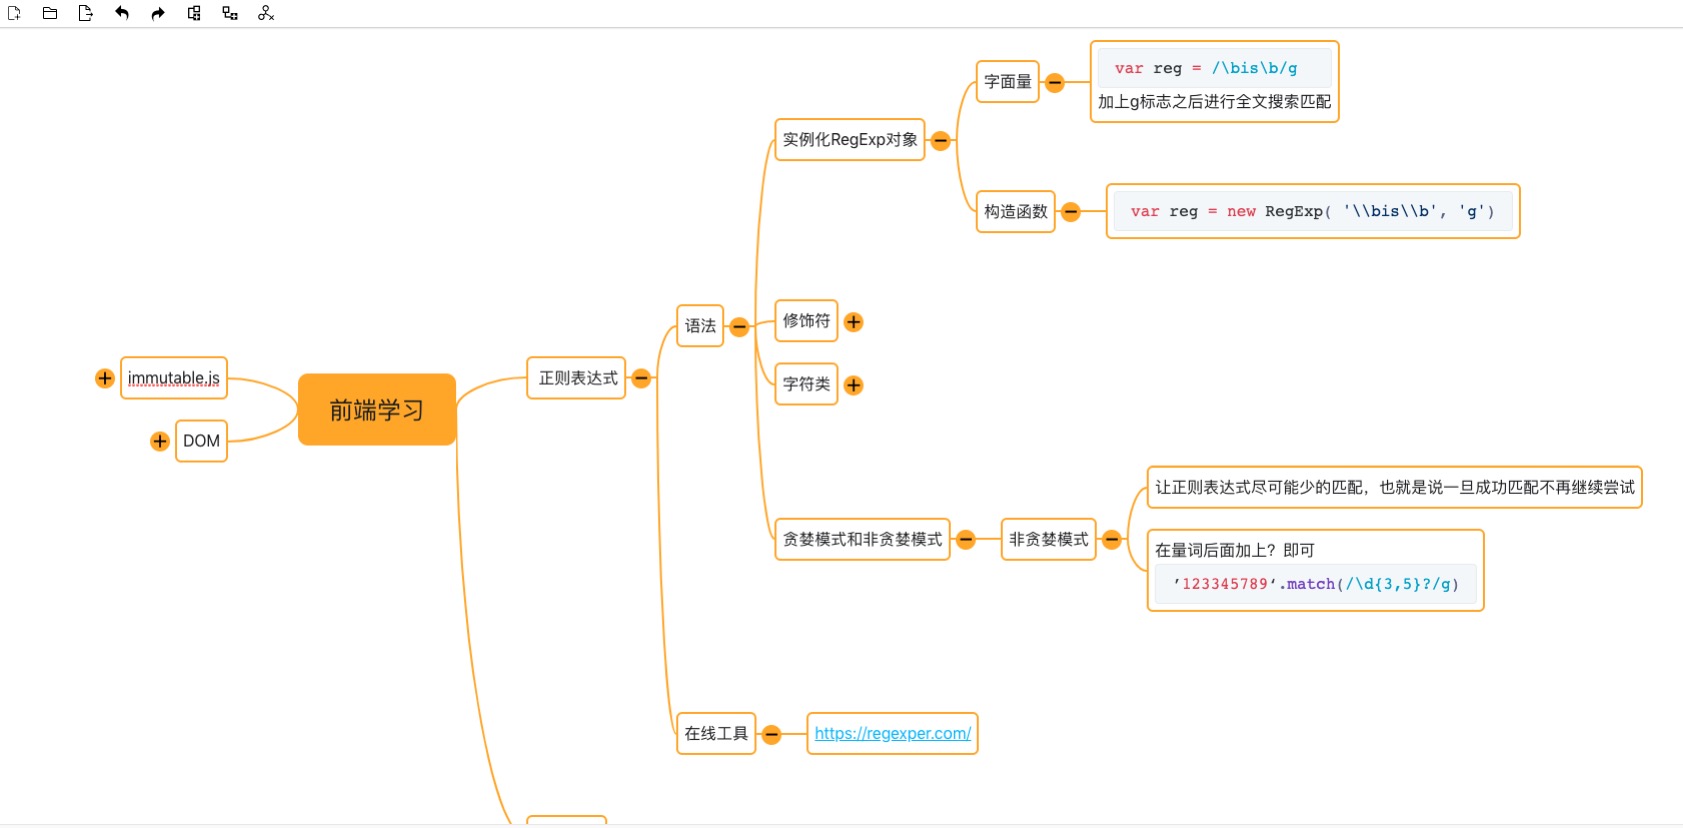 var reg = /\bis\b/g
加上g标志之后进行全文搜索匹配
字面量
实例化RegExp对象
构造函数
var reg = new RegExp( '\\bis\\b', 'g')
语法
修饰符
字符类
immutable.js
正则表达式
前端学习
DOM
让正则表达式尽可能少的匹配，也就是说一旦成功匹配不再继续尝试
贪婪模式和非贪婪模式
非贪婪模式
在量词后面加上？即可
’123345789‘.match(/\d{3,5}?/g)
在线工具
https://regexper.com/